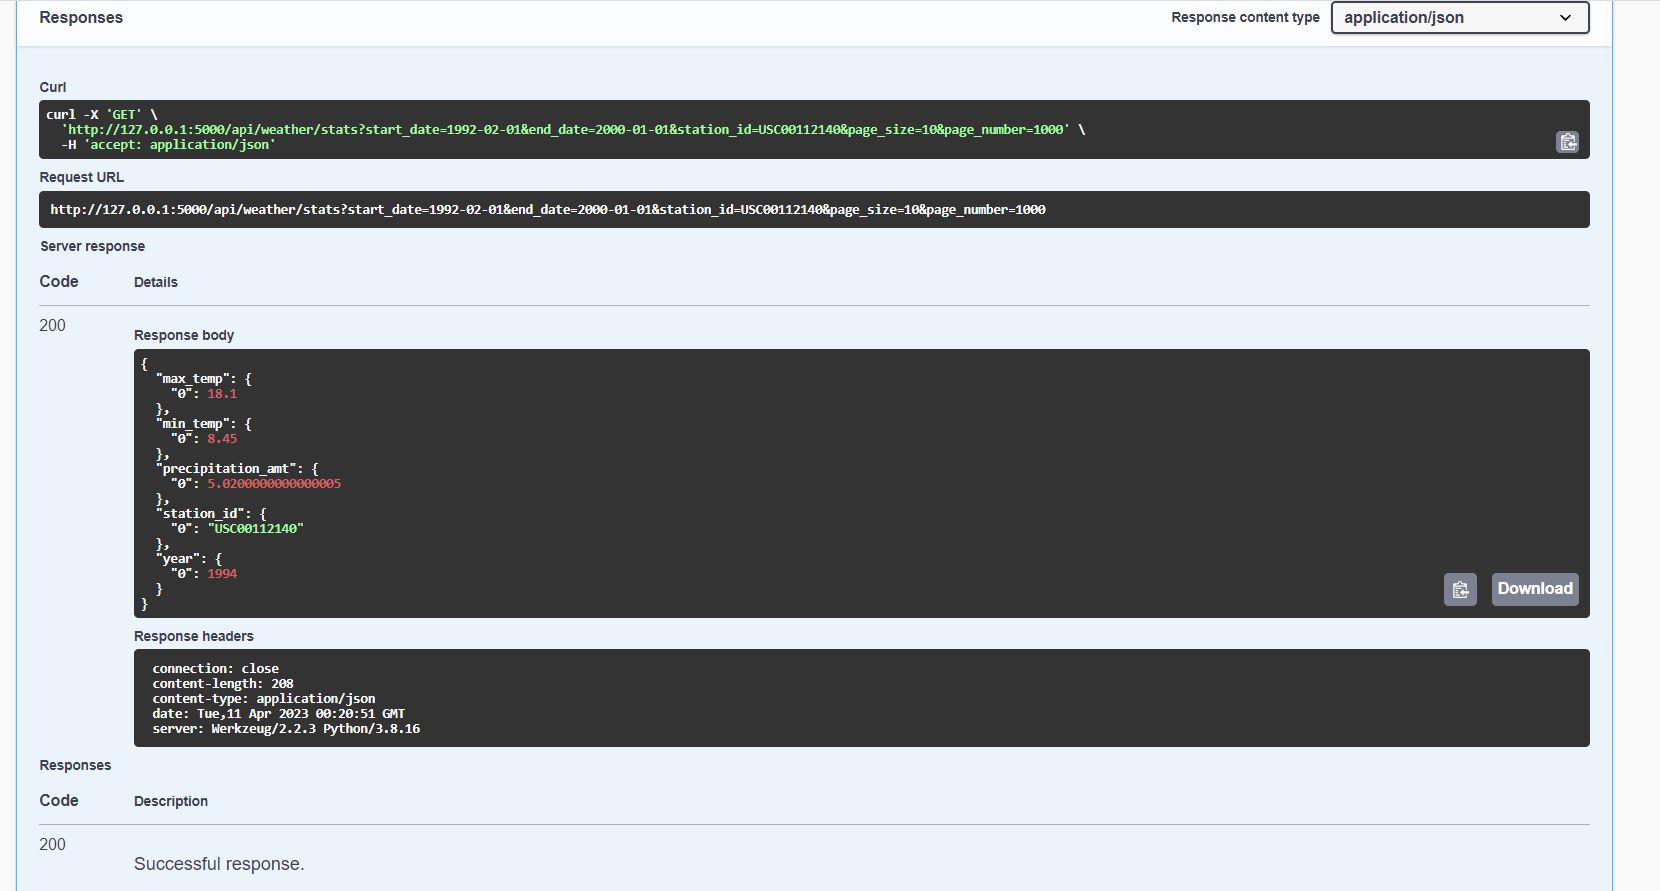 Responses
Response content type
application/json
Curl
curl -X 'GET' \
  'http://127.0.0.1:5000/api/weather/stats?start_date=1992-02-01&end_date=2000-01-01&station_id=USC00112140&page_size=10&page_number=1000' \
  -H 'accept: application/json'
Request URL
http://127.0.0.1:5000/api/weather/stats?start_date=1992-02-01&end_date=2000-01-01&station_id=USC00112140&page_size=10&page_number=1000
Server response
Code Details
200
Response body
{
  "max_temp": {
    "0": 18.1
  },
  "min_temp": {
    "0": 8.45
  },
  "precipitation_amt": {
    "0": 5.0200000000000005
  },
  "station_id": {
    "0": "USC00112140"
  },
  "year": {
    "0": 1994
  }
}
Download
Response headers
connection: close
content-length: 208
content-type: application/json
date: Tue,11 Apr 2023 00:20:51 GMT
server: Werkzeug/2.2.3 Python/3.8.16
Responses
Code Description
200
Successful response.